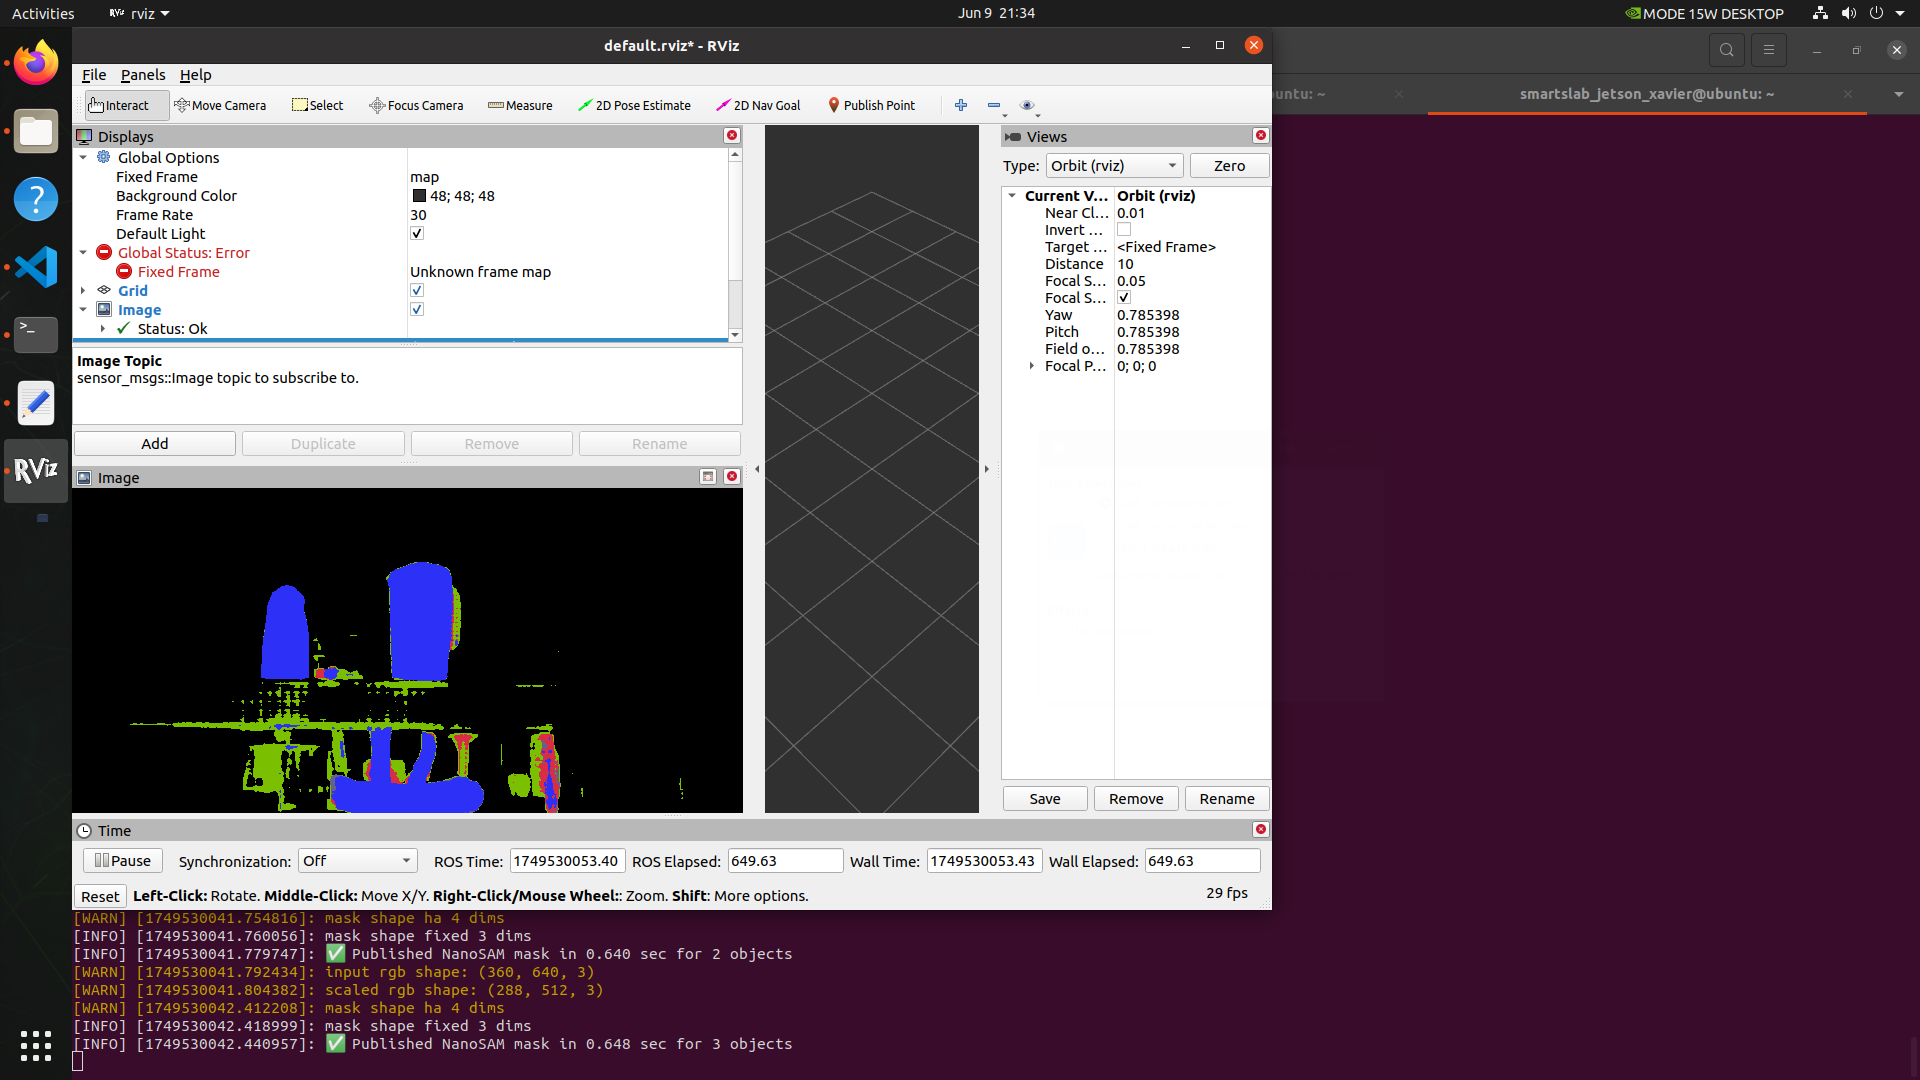 Activities
RViz rviz
Jun 9 21:34
MODE 15W DESKTOP
default.rviz* - RViz
File Panels Help
Interact Move Camera Select Focus Camera Measure 2D Pose Estimate 2D Nav Goal Publish Point
buntu: ~
smartslab_jetson_xavier@ubuntu: ~
Displays
Global Options
Fixed Frame map
Background Color 48; 48; 48
Frame Rate 30
Default Light
Global Status: Error
Fixed Frame Unknown frame map
Grid
Image
Status: Ok
Image Topic
sensor_msgs::Image topic to subscribe to.
Add Duplicate Remove Rename
Image
Views
Type: Orbit (rviz) Zero
Current V... Orbit (rviz)
Near Cl... 0.01
Invert ...
Target ... <Fixed Frame>
Distance 10
Focal S... 0.05
Focal S...
Yaw 0.785398
Pitch 0.785398
Field o... 0.785398
Focal P... 0; 0; 0
Save Remove Rename
RViz
Time
Pause Synchronization: Off ROS Time: 1749530053.40 ROS Elapsed: 649.63 Wall Time: 1749530053.43 Wall Elapsed: 649.63
Reset Left-Click: Rotate. Middle-Click: Move X/Y. Right-Click/Mouse Wheel:: Zoom. Shift: More options. 29 fps
[WARN] [1749530041.754816]: mask shape ha 4 dims
[INFO] [1749530041.760056]: mask shape fixed 3 dims
[INFO] [1749530041.779747]: ✅ Published NanoSAM mask in 0.640 sec for 2 objects
[WARN] [1749530041.792434]: input rgb shape: (360, 640, 3)
[WARN] [1749530041.804382]: scaled rgb shape: (288, 512, 3)
[WARN] [1749530042.412208]: mask shape ha 4 dims
[INFO] [1749530042.418999]: mask shape fixed 3 dims
[INFO] [1749530042.440957]: ✅ Published NanoSAM mask in 0.648 sec for 3 objects